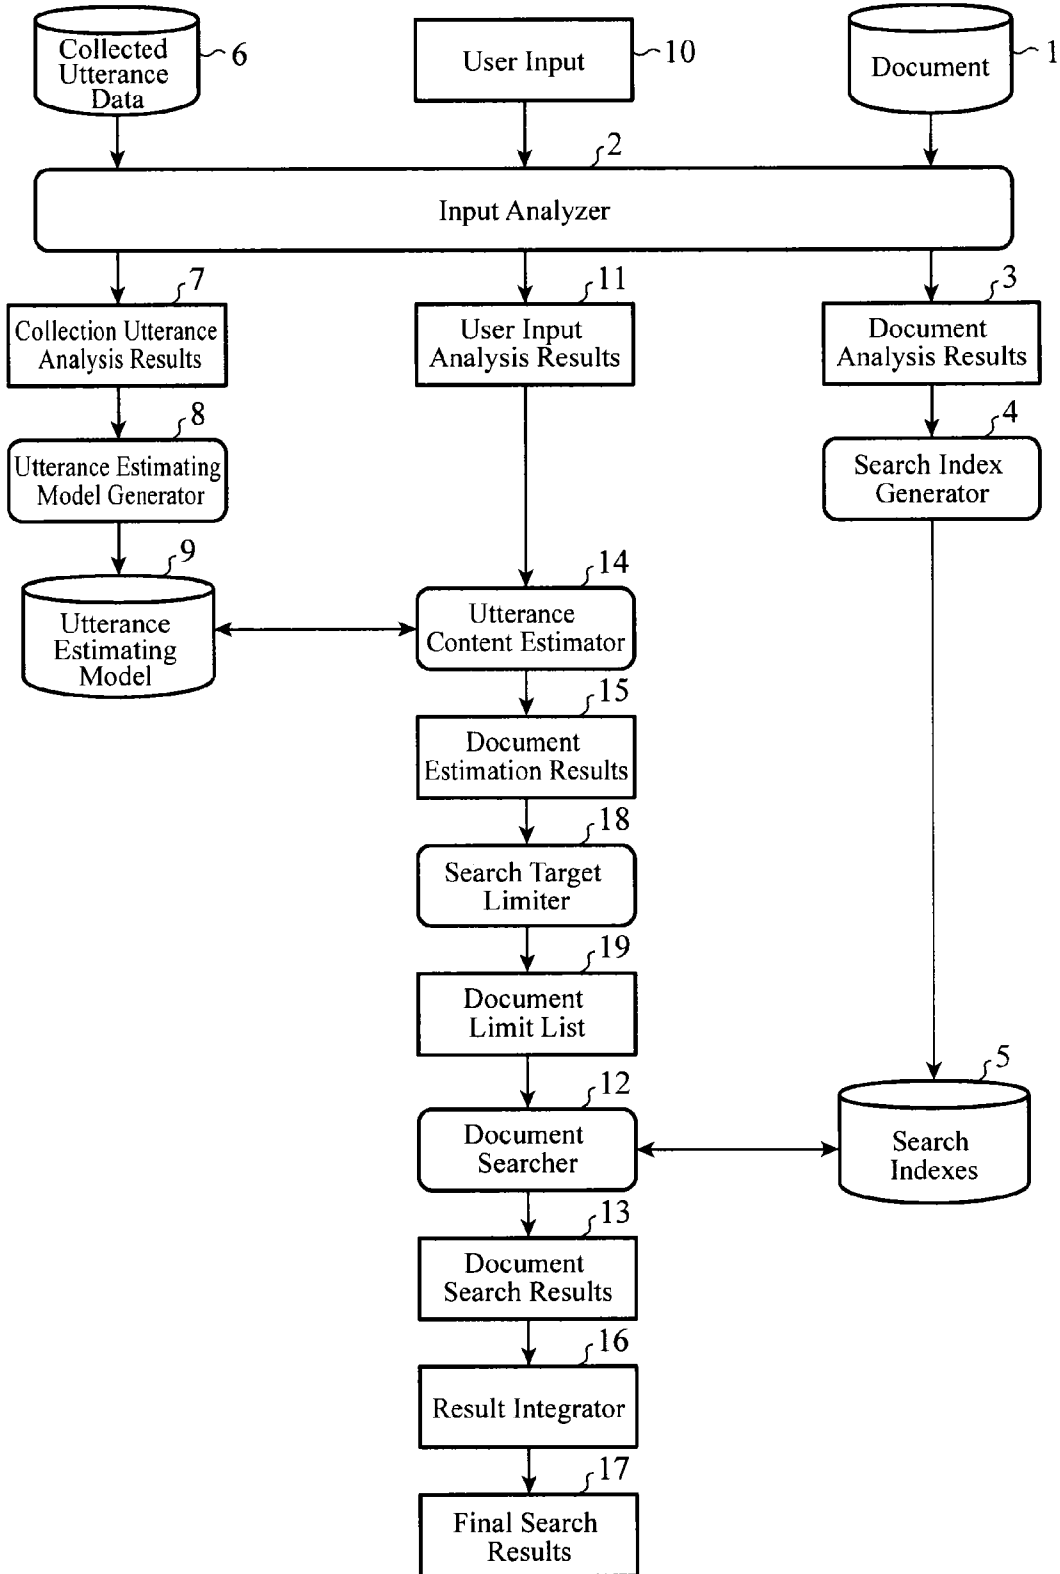 Collected
Utterance
Data
6
User Input
10
Document
1
2
Input Analyzer
7
Collection Utterance
Analysis Results
11
User Input
Analysis Results
3
Document
Analysis Results
8
Utterance Estimating
Model Generator
4
Search Index
Generator
9
Utterance
Estimating
Model
14
Utterance
Content Estimator
15
Document
Estimation Results
18
Search Target
Limiter
19
Document
Limit List
12
Document
Searcher
5
Search
Indexes
13
Document
Search Results
16
Result Integrator
17
Final Search
Results